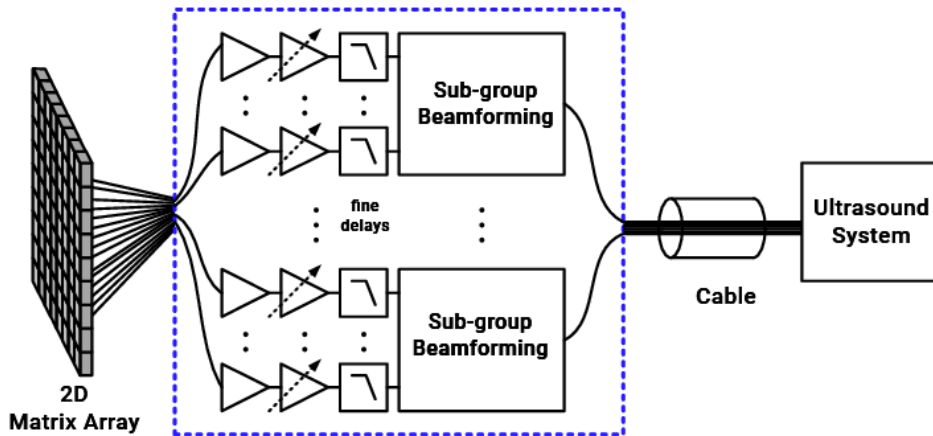 Sub-group
Beamforming
fine
delays
Sub-group
Beamforming
2D
Matrix Array
Cable
Ultrasound
System